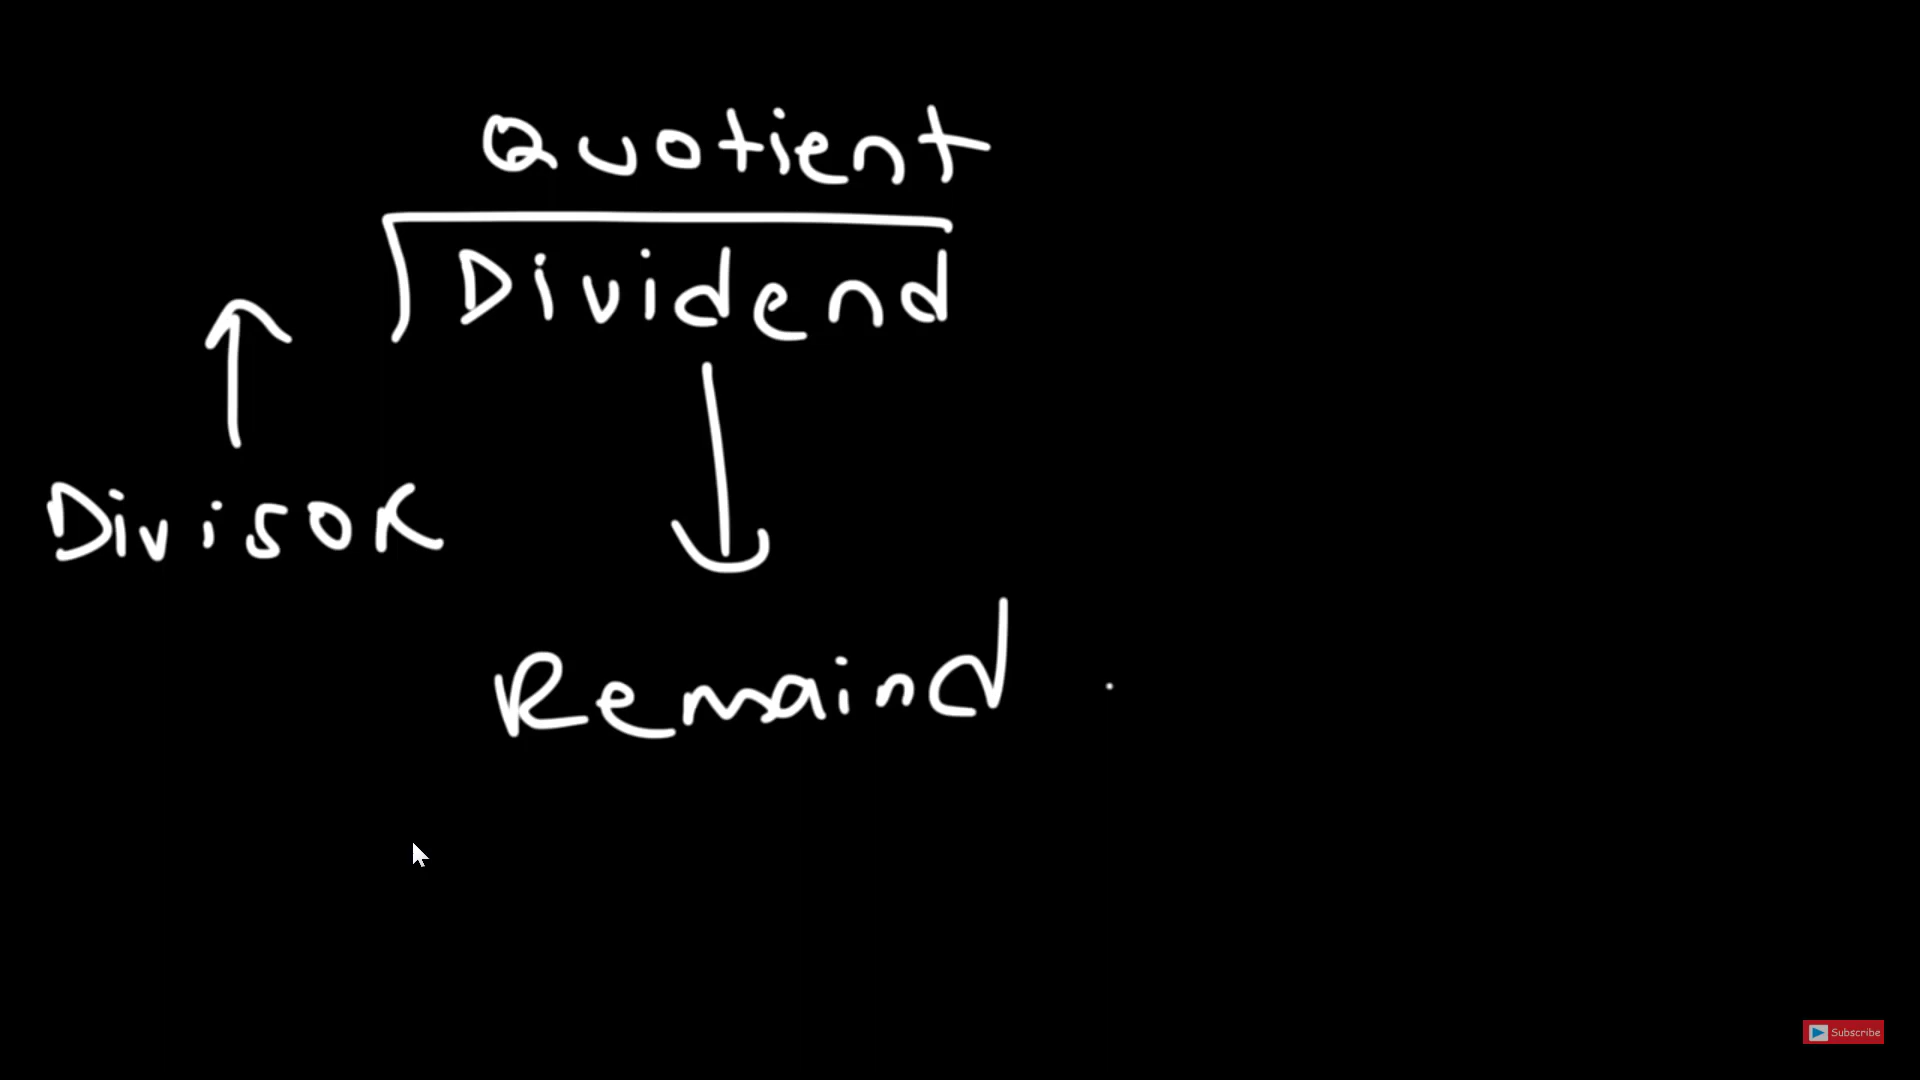 Quotient
Dividend
Divisor
Remaind
Subscribe